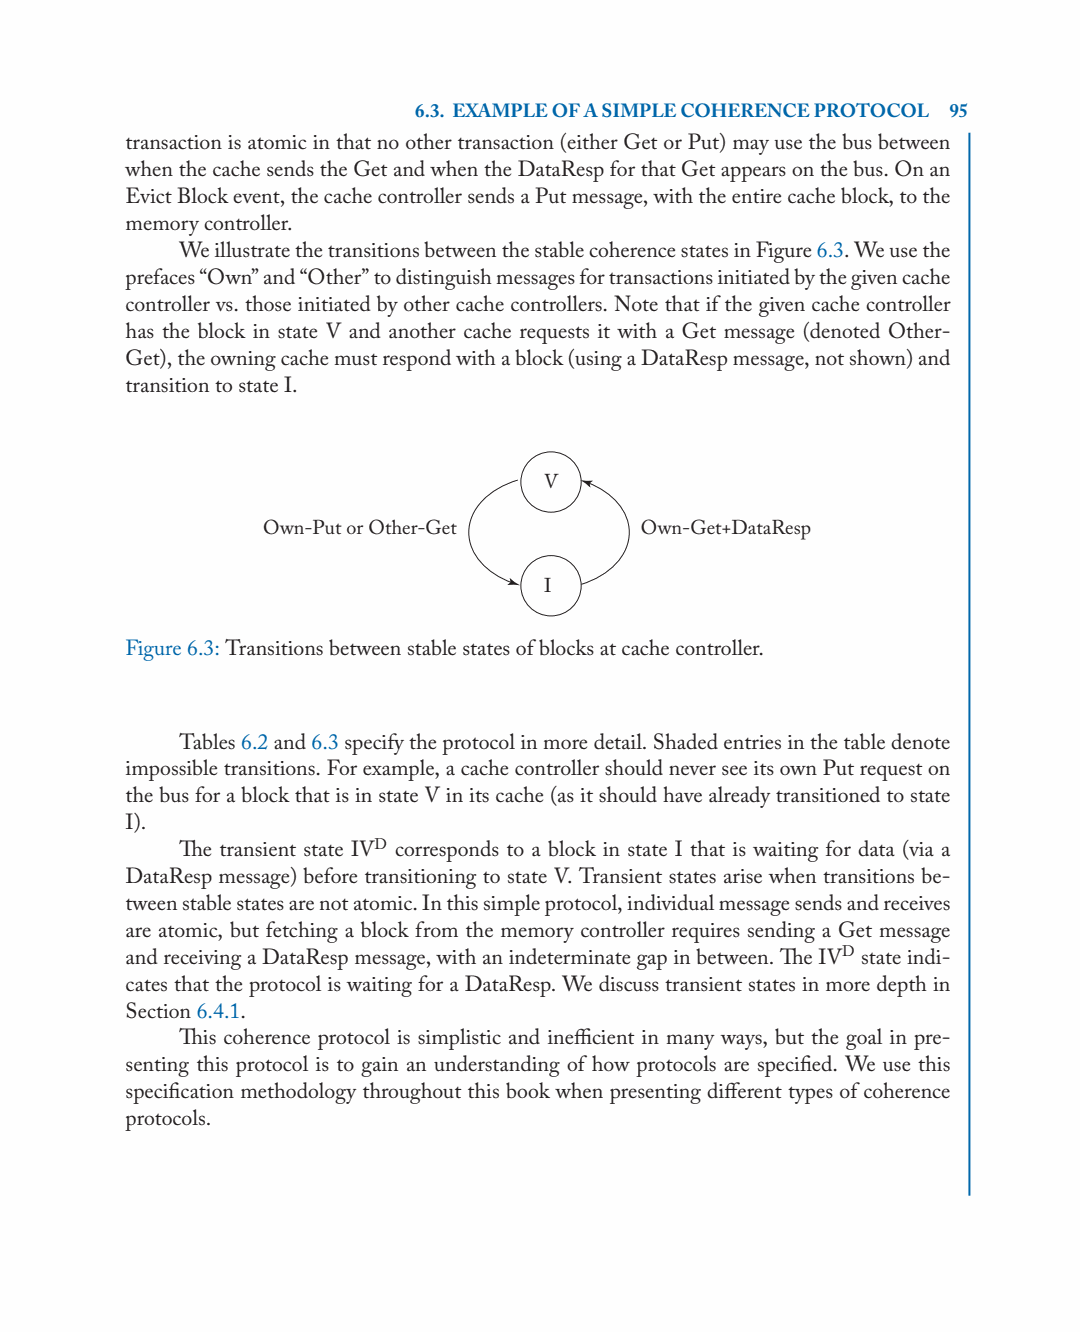 6.3. EXAMPLE OF A SIMPLE COHERENCE PROTOCOL 95
transaction is atomic in that no other transaction (either Get or Put) may use the bus between
when the cache sends the Get and when the DataResp for that Get appears on the bus. On an
Evict Block event, the cache controller sends a Put message, with the entire cache block, to the
memory controller.
We illustrate the transitions between the stable coherence states in Figure 6.3. We use the
prefaces “Own” and “Other” to distinguish messages for transactions initiated by the given cache
controller vs. those initiated by other cache controllers. Note that if the given cache controller
has the block in state V and another cache requests it with a Get message (denoted Other-
Get), the owning cache must respond with a block (using a DataResp message, not shown) and
transition to state I.
V
Own-Put or Other-Get
Own-Get+DataResp
I
Figure 6.3: Transitions between stable states of blocks at cache controller.
Tables 6.2 and 6.3 specify the protocol in more detail. Shaded entries in the table denote
impossible transitions. For example, a cache controller should never see its own Put request on
the bus for a block that is in state V in its cache (as it should have already transitioned to state
I).
The transient state IVᴰ corresponds to a block in state I that is waiting for data (via a
DataResp message) before transitioning to state V. Transient states arise when transitions be-
tween stable states are not atomic. In this simple protocol, individual message sends and receives
are atomic, but fetching a block from the memory controller requires sending a Get message
and receiving a DataResp message, with an indeterminate gap in between. The IVᴰ state indi-
cates that the protocol is waiting for a DataResp. We discuss transient states in more depth in
Section 6.4.1.
This coherence protocol is simplistic and inefficient in many ways, but the goal in pre-
senting this protocol is to gain an understanding of how protocols are specified. We use this
specification methodology throughout this book when presenting different types of coherence
protocols.